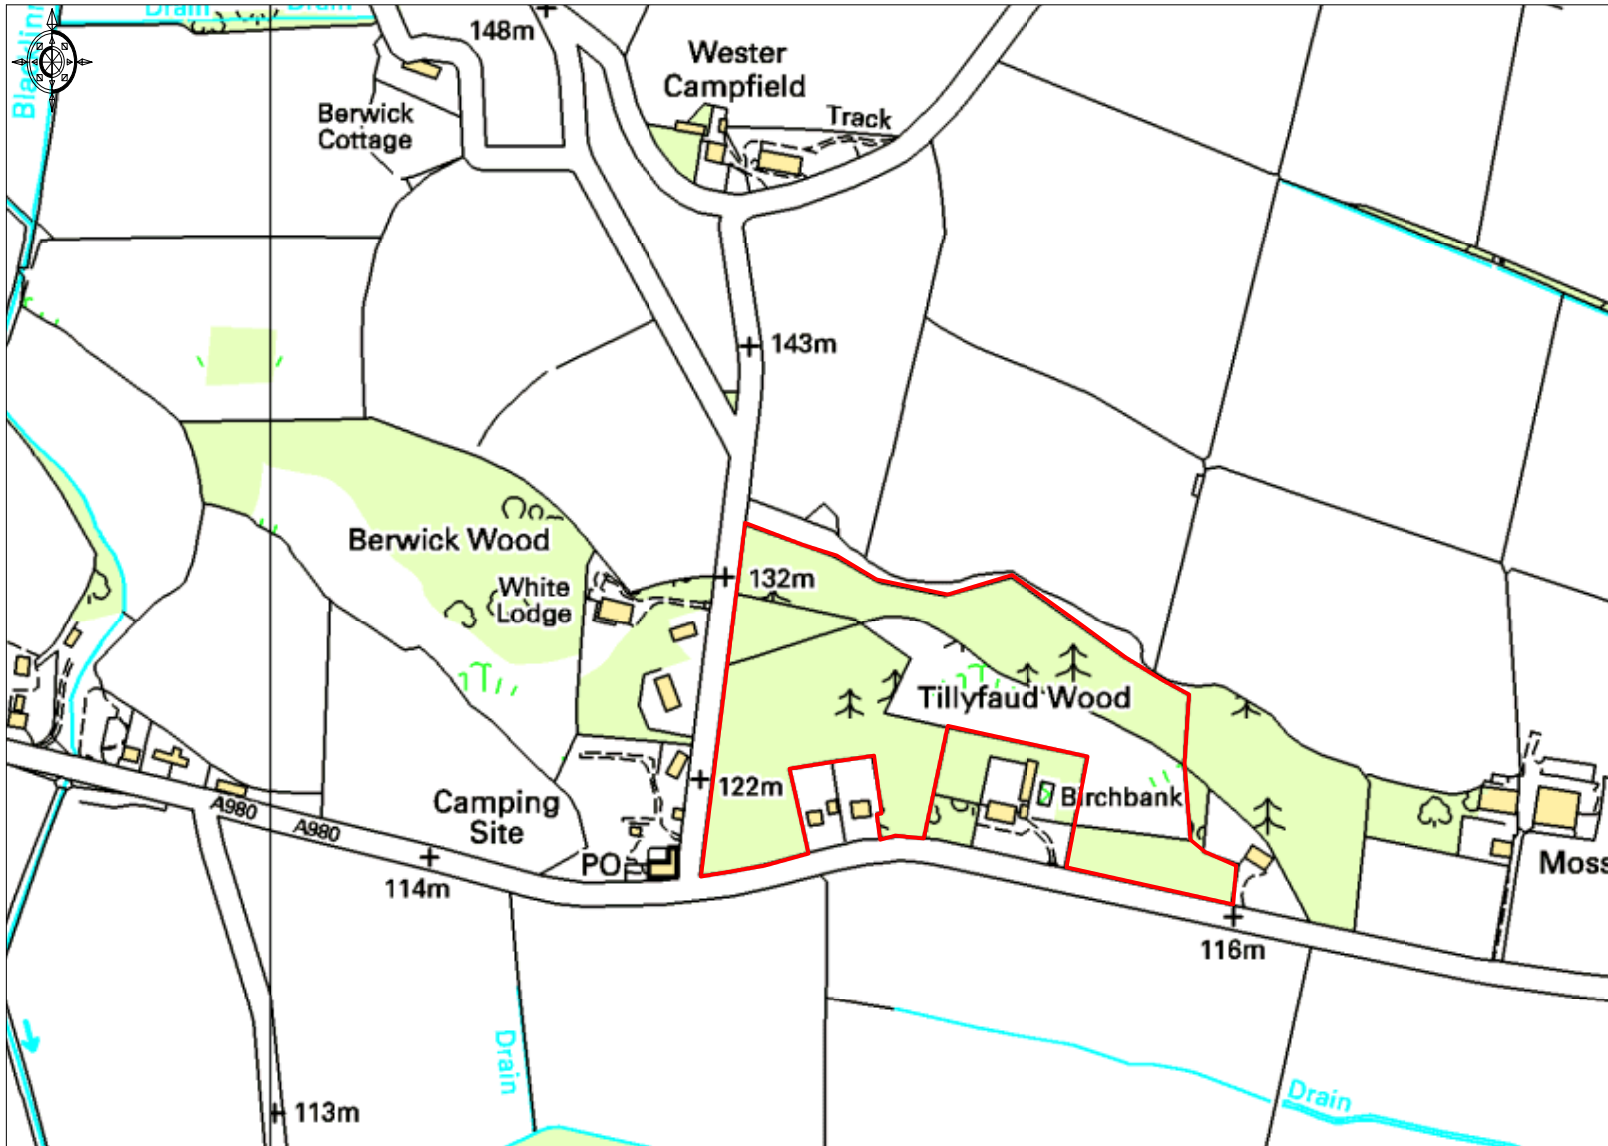 Drain
Drain
148m
Wester
Campfield
Track
Berwick
Cottage
143m
Berwick Wood
White
Lodge
132m
Tillyfaud Wood
122m
Birchbank
A980
A980
Camping
Site
PO
114m
Moss
116m
Drain
Drain
113m